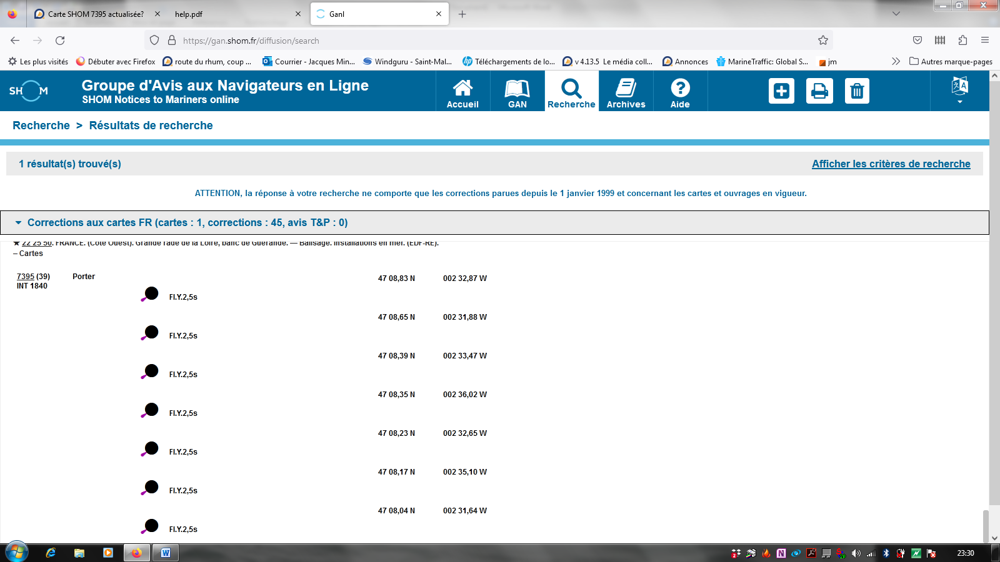 Carte SHOM 7395 actualisée?
help.pdf
Ganl
https://gan.shom.fr/diffusion/search
Les plus visités
Débuter avec Firefox
route du rhum, coup ...
Courrier - Jacques Min...
Windguru - Saint-Mal...
Téléchargements de lo...
v 4.13.5 Le média coll...
Annonces
MarineTraffic: Global S...
jm
Autres marque-pages
SHOM
Groupe d'Avis aux Navigateurs en Ligne
SHOM Notices to Mariners online
Accueil
GAN
Recherche
Archives
Aide
Recherche > Résultats de recherche
1 résultat(s) trouvé(s)
Afficher les critères de recherche
ATTENTION, la réponse à votre recherche ne comporte que les corrections parues depuis le 1 janvier 1999 et concernant les cartes et ouvrages en vigueur.
Corrections aux cartes FR (cartes : 1, corrections : 45, avis T&P : 0)
★ 22 25 50. FRANCE. (Côte Ouest). Grande rade de la Loire, banc de Guérande. — Balisage. Installations en mer. (EDF-RE).
– Cartes
7395 (39) Porter 47 08,83 N 002 32,87 W
INT 1840
Fl.Y.2,5s
47 08,65 N 002 31,88 W
Fl.Y.2,5s
47 08,39 N 002 33,47 W
Fl.Y.2,5s
47 08,35 N 002 36,02 W
Fl.Y.2,5s
47 08,23 N 002 32,65 W
Fl.Y.2,5s
47 08,17 N 002 35,10 W
Fl.Y.2,5s
47 08,04 N 002 31,64 W
Fl.Y.2,5s
23:30